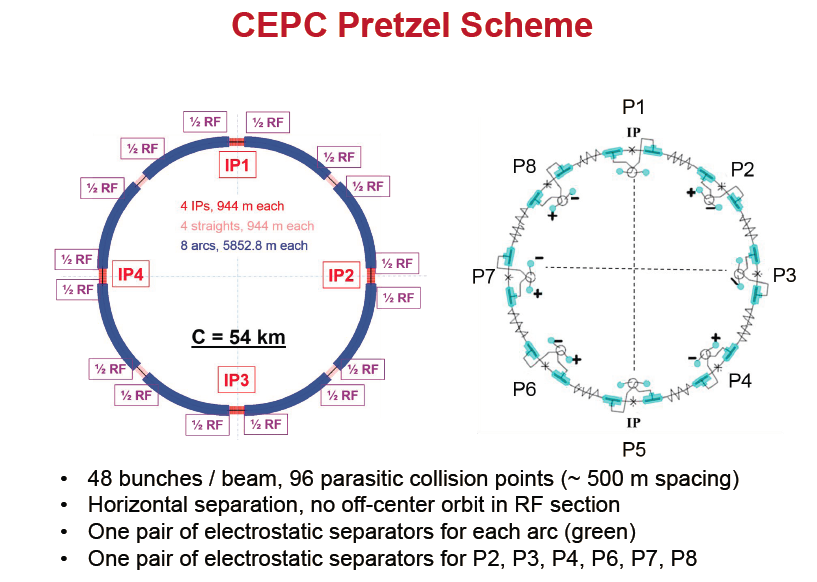 CEPC Pretzel Scheme
½ RF ½ RF
½ RF ½ RF
½ RF ½ RF
IP1
4 IPs, 944 m each
4 straights, 944 m each
8 arcs, 5852.8 m each
½ RF ½ RF
IP4 IP2
½ RF ½ RF
C = 54 km
IP3
½ RF ½ RF
½ RF ½ RF
½ RF ½ RF
P1
IP
P8 P2
+ − + −
P7 − + P3
P6 + − P4 − +
IP
P5
• 48 bunches / beam, 96 parasitic collision points (~ 500 m spacing)
• Horizontal separation, no off-center orbit in RF section
• One pair of electrostatic separators for each arc (green)
• One pair of electrostatic separators for P2, P3, P4, P6, P7, P8